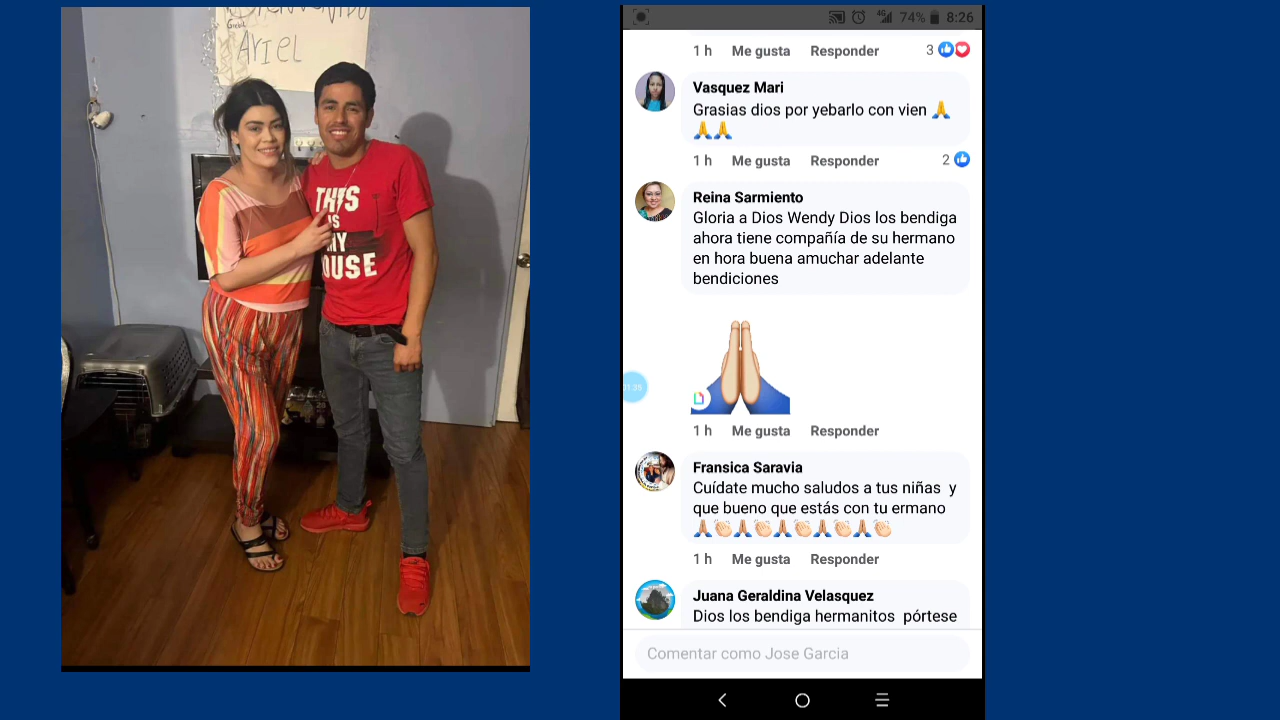 BIENVENIDO
ARiEL
THIS
IS
MY
HOUSE
8:26
74%
4G
1 h Me gusta Responder 3
Vasquez Mari
Grasias dios por yebarlo con vien 🙏
🙏🙏
1 h Me gusta Responder 2
Reina Sarmiento
Gloria a Dios Wendy Dios los bendiga
ahora tiene compañía de su hermano
en hora buena amuchar adelante
bendiciones
01:35
1 h Me gusta Responder
Fransica Saravia
Cuídate mucho saludos a tus niñas y
que bueno que estás con tu ermano
🙏👏🙏👏🙏👏🙏👏🙏👏
1 h Me gusta Responder
Juana Geraldina Velasquez
Dios los bendiga hermanitos pórtese
Comentar como Jose Garcia